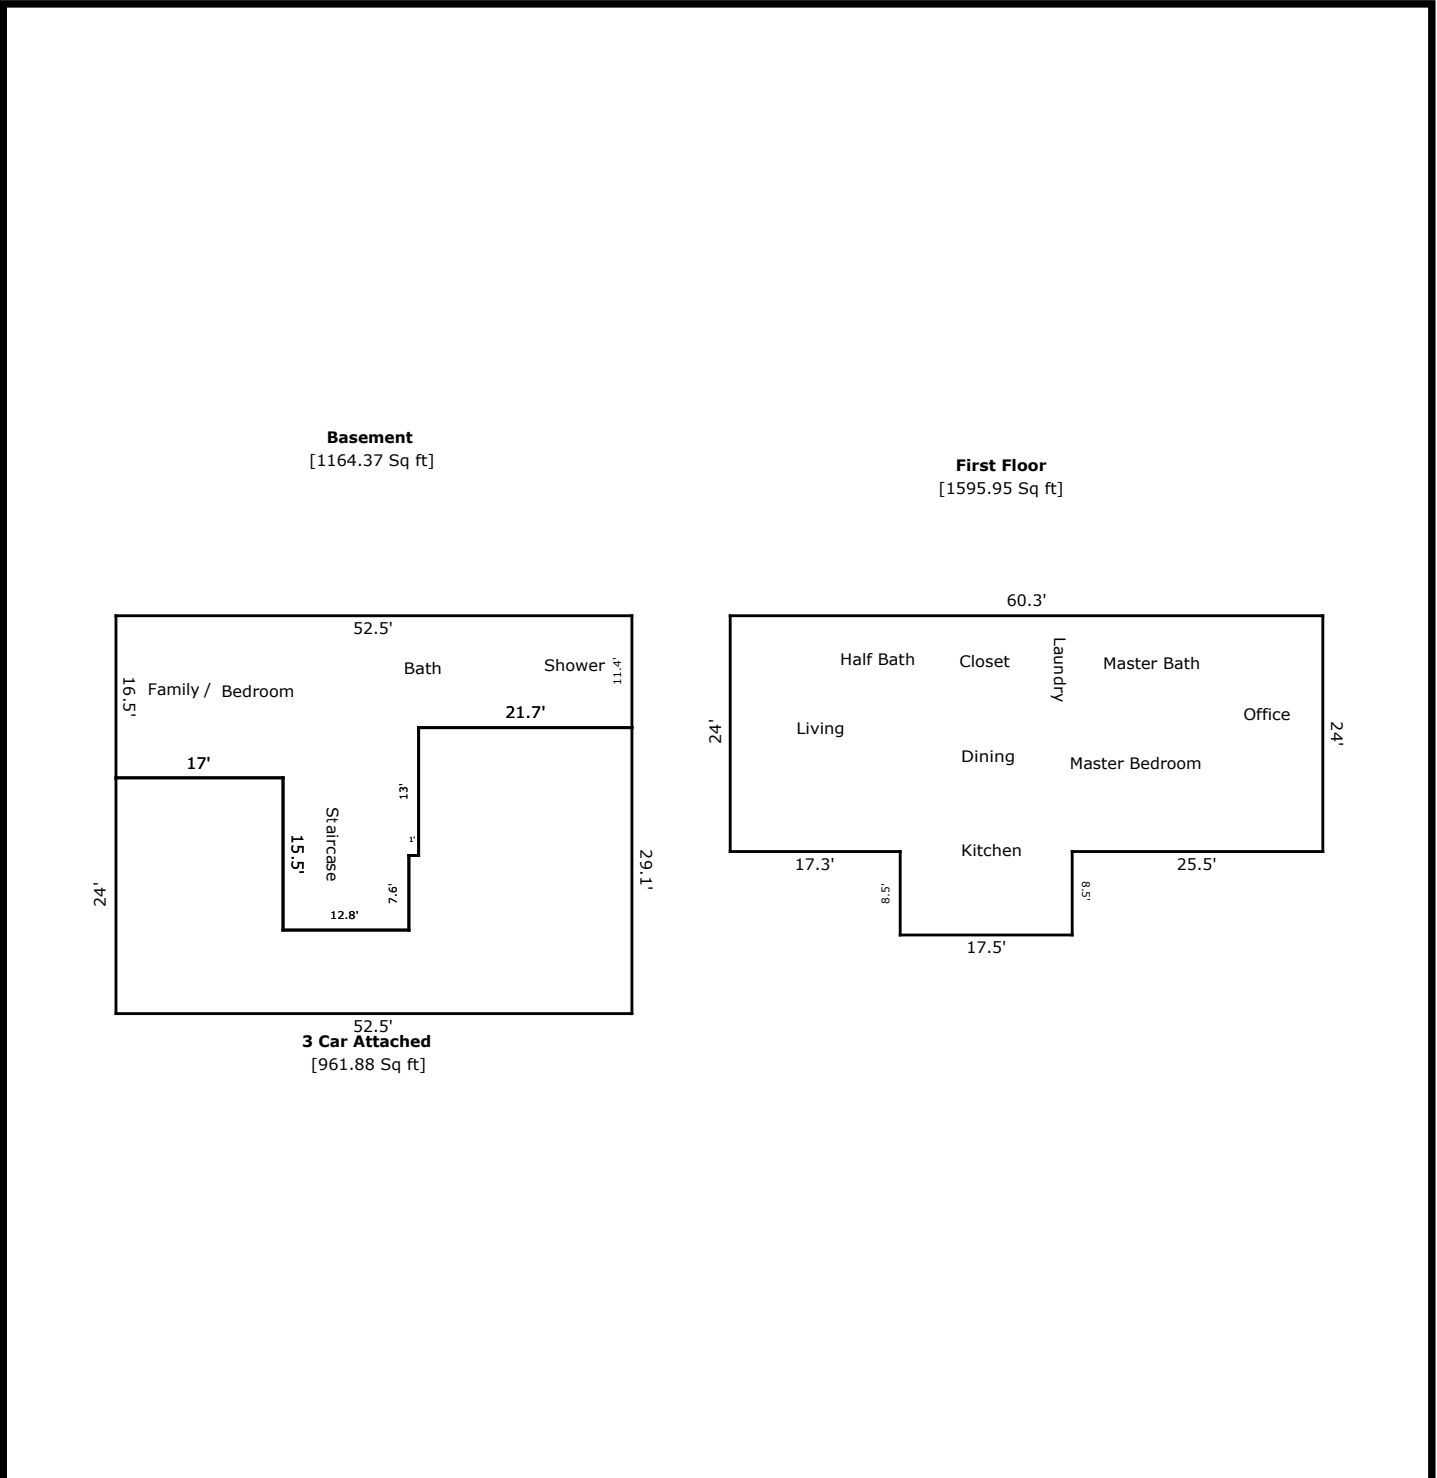 Basement
[1164.37 Sq ft]
First Floor
[1595.95 Sq ft]
52.5'
Bath
Shower
11.4'
16.5'
Family / Bedroom
21.7'
17'
13'
1'
Staircase
15.5'
7.6'
12.8'
24'
29.1'
52.5'
3 Car Attached
[961.88 Sq ft]
60.3'
Half Bath
Closet
Laundry
Master Bath
Office
24'
Living
24'
Dining
Master Bedroom
Kitchen
17.3'
25.5'
8.5'
8.5'
17.5'